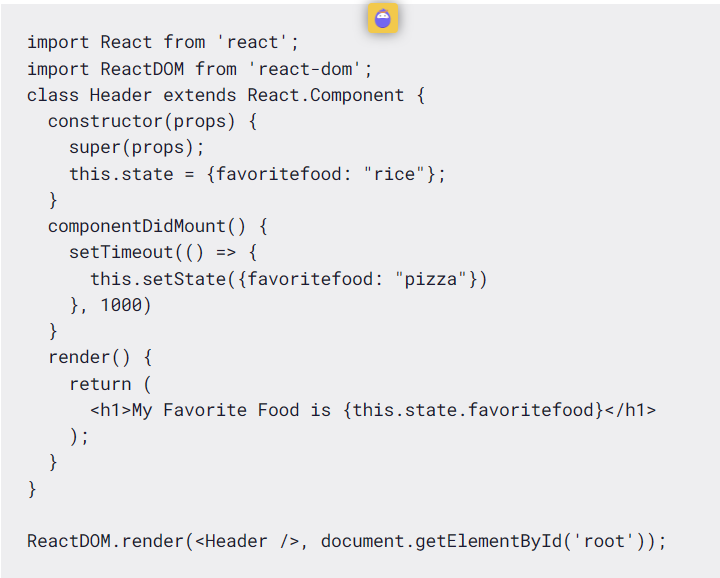 import React from 'react';
import ReactDOM from 'react-dom';
class Header extends React.Component {
  constructor(props) {
    super(props);
    this.state = {favoritefood: "rice"};
  }
  componentDidMount() {
    setTimeout(() => {
      this.setState({favoritefood: "pizza"})
    }, 1000)
  }
  render() {
    return (
      <h1>My Favorite Food is {this.state.favoritefood}</h1>
    );
  }
}

ReactDOM.render(<Header />, document.getElementById('root'));